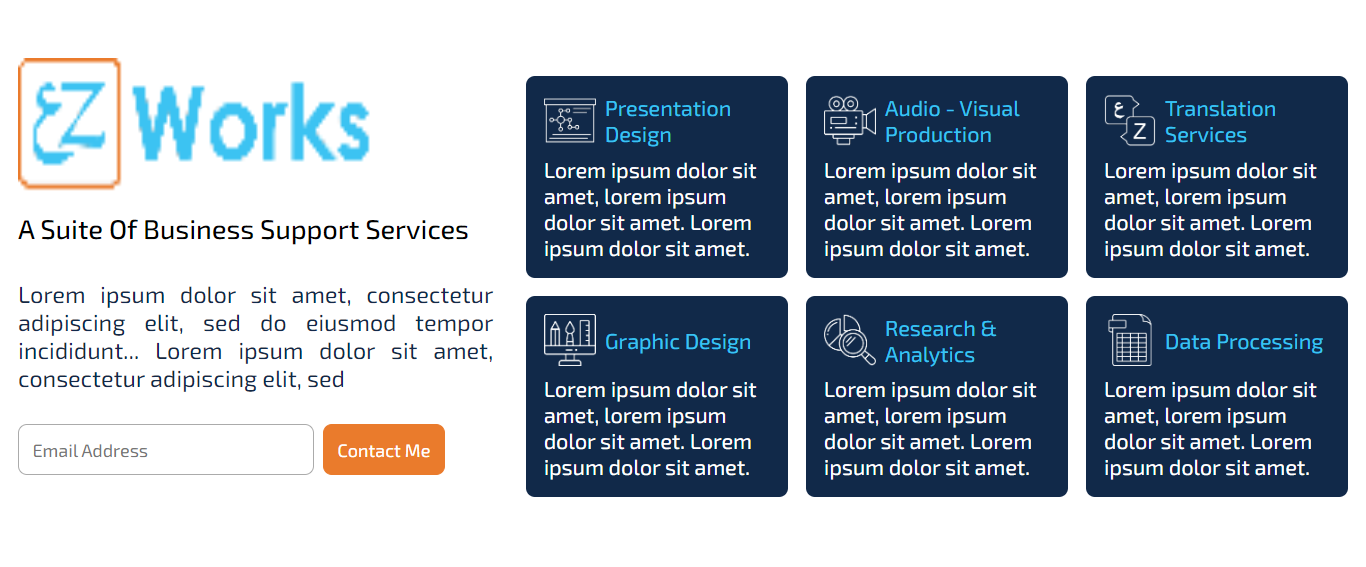 EZ Works
A Suite Of Business Support Services
Lorem ipsum dolor sit amet, consectetur
adipiscing elit, sed do eiusmod tempor
incididunt... Lorem ipsum dolor sit amet,
consectetur adipiscing elit, sed
Email Address
Contact Me
Presentation
Design
Lorem ipsum dolor sit
amet, lorem ipsum
dolor sit amet. Lorem
ipsum dolor sit amet.
Audio - Visual
Production
Lorem ipsum dolor sit
amet, lorem ipsum
dolor sit amet. Lorem
ipsum dolor sit amet.
ع
Z
Translation
Services
Lorem ipsum dolor sit
amet, lorem ipsum
dolor sit amet. Lorem
ipsum dolor sit amet.
Graphic Design
Lorem ipsum dolor sit
amet, lorem ipsum
dolor sit amet. Lorem
ipsum dolor sit amet.
Research &
Analytics
Lorem ipsum dolor sit
amet, lorem ipsum
dolor sit amet. Lorem
ipsum dolor sit amet.
Data Processing
Lorem ipsum dolor sit
amet, lorem ipsum
dolor sit amet. Lorem
ipsum dolor sit amet.